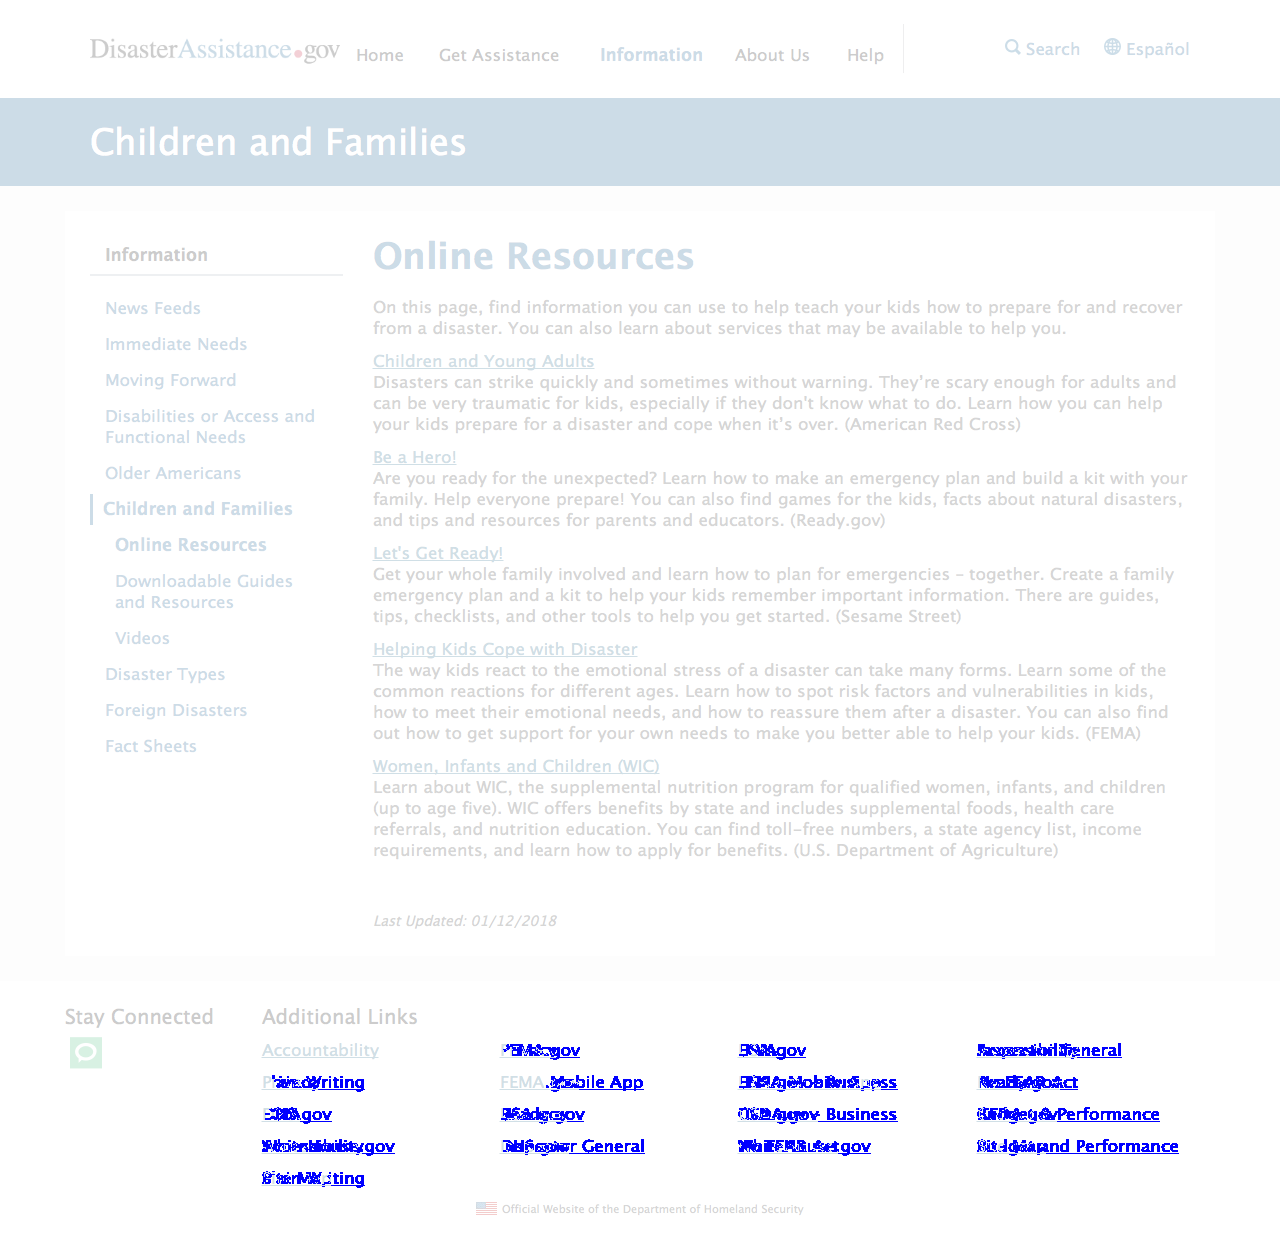 DisasterAssistance.gov Home Get Assistance Information About Us Help Search Español
Children and Families
Information
News Feeds
Immediate Needs
Moving Forward
Disabilities or Access and
Functional Needs
Older Americans
Children and Families
Online Resources
Downloadable Guides
and Resources
Videos
Disaster Types
Foreign Disasters
Fact Sheets
Online Resources
On this page, find information you can use to help teach your kids how to prepare for and recover
from a disaster. You can also learn about services that may be available to help you.
Children and Young Adults
Disasters can strike quickly and sometimes without warning. They’re scary enough for adults and
can be very traumatic for kids, especially if they don't know what to do. Learn how you can help
your kids prepare for a disaster and cope when it’s over. (American Red Cross)
Be a Hero!
Are you ready for the unexpected? Learn how to make an emergency plan and build a kit with your
family. Help everyone prepare! You can also find games for the kids, facts about natural disasters,
and tips and resources for parents and educators. (Ready.gov)
Let's Get Ready!
Get your whole family involved and learn how to plan for emergencies – together. Create a family
emergency plan and a kit to help your kids remember important information. There are guides,
tips, checklists, and other tools to help you get started. (Sesame Street)
Helping Kids Cope with Disaster
The way kids react to the emotional stress of a disaster can take many forms. Learn some of the
common reactions for different ages. Learn how to spot risk factors and vulnerabilities in kids,
how to meet their emotional needs, and how to reassure them after a disaster. You can also find
out how to get support for your own needs to make you better able to help your kids. (FEMA)
Women, Infants and Children (WIC)
Learn about WIC, the supplemental nutrition program for qualified women, infants, and children
(up to age five). WIC offers benefits by state and includes supplemental foods, health care
referrals, and nutrition education. You can find toll-free numbers, a state agency list, income
requirements, and learn how to apply for benefits. (U.S. Department of Agriculture)
Last Updated: 01/12/2018
Stay Connected
Additional Links
Accountability
Writing
FEMA Mobile App
Business
Act
Business
Performance
General
and Performance
Official Website of the Department of Homeland Security